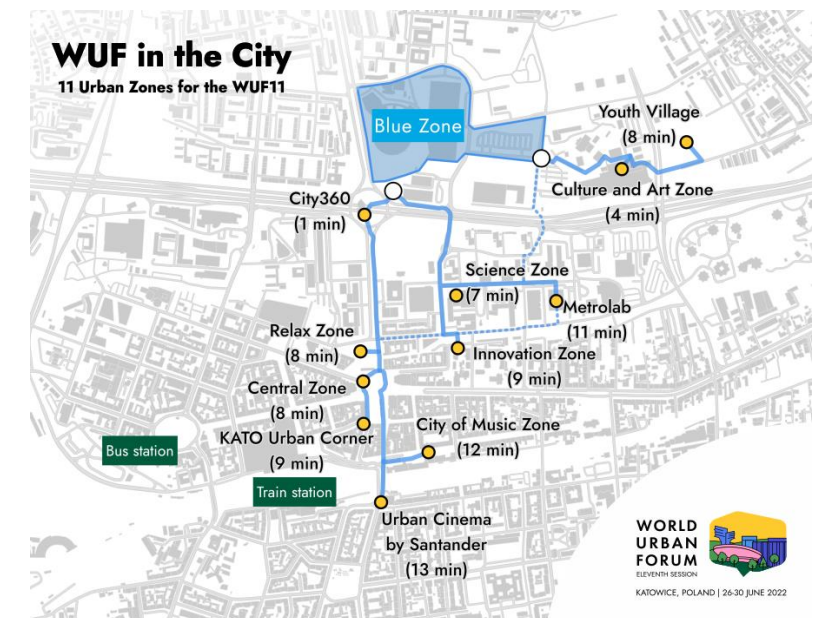 WUF in the City
11 Urban Zones for the WUF11
Blue Zone
Youth Village
(8 min)
Culture and Art Zone
(4 min)
City360
(1 min)
Science Zone
(7 min)
Metrolab
(11 min)
Relax Zone
(8 min)
Innovation Zone
(9 min)
Central Zone
(8 min)
KATO Urban Corner
(9 min)
City of Music Zone
(12 min)
Bus station
Train station
Urban Cinema
by Santander
(13 min)
WORLD
URBAN
FORUM
ELEVENTH SESSION
KATOWICE, POLAND | 26-30 JUNE 2022